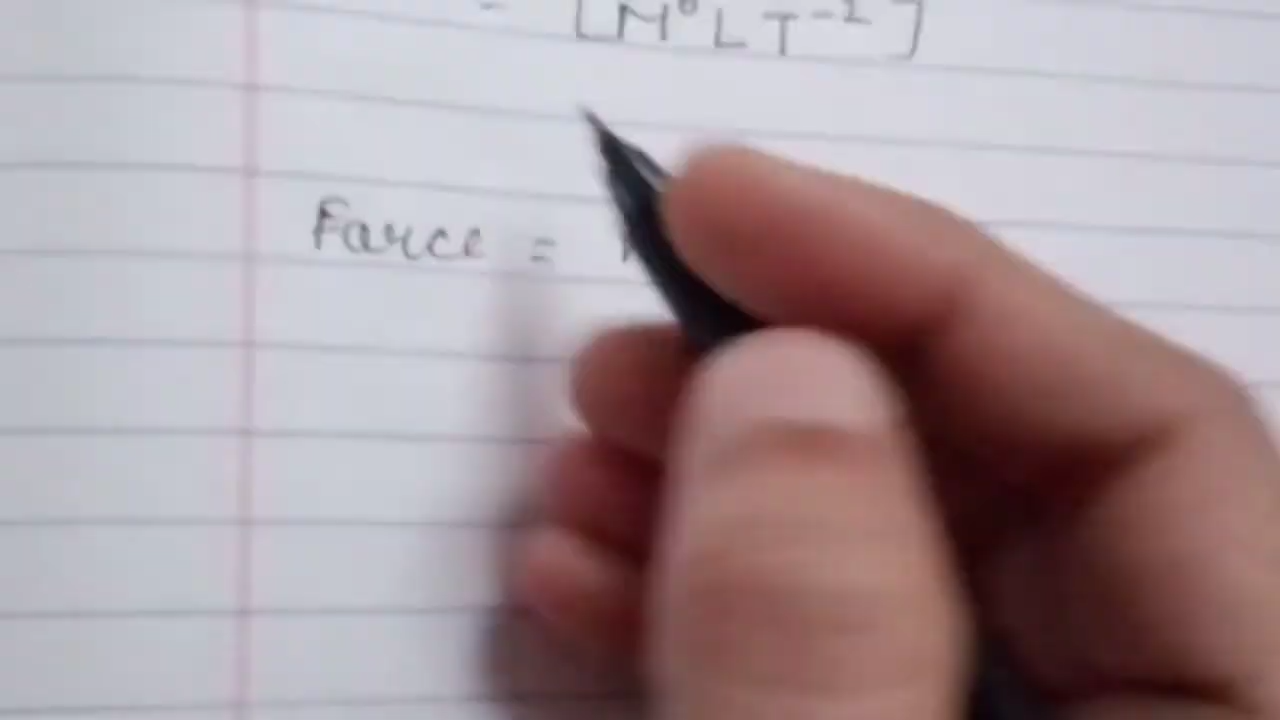 - [M⁰LT⁻¹]
Farce =